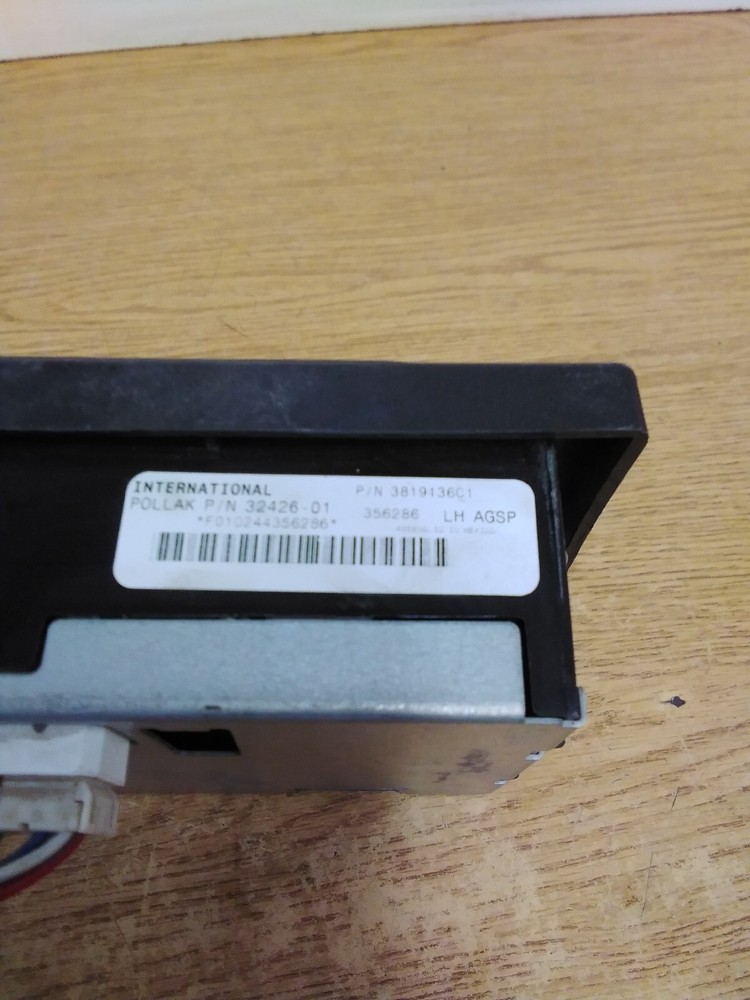 INTERNATIONAL P/N 3819136C1
POLLAK P/N 32426-01 356286 LH AGSP
*F010244356286*